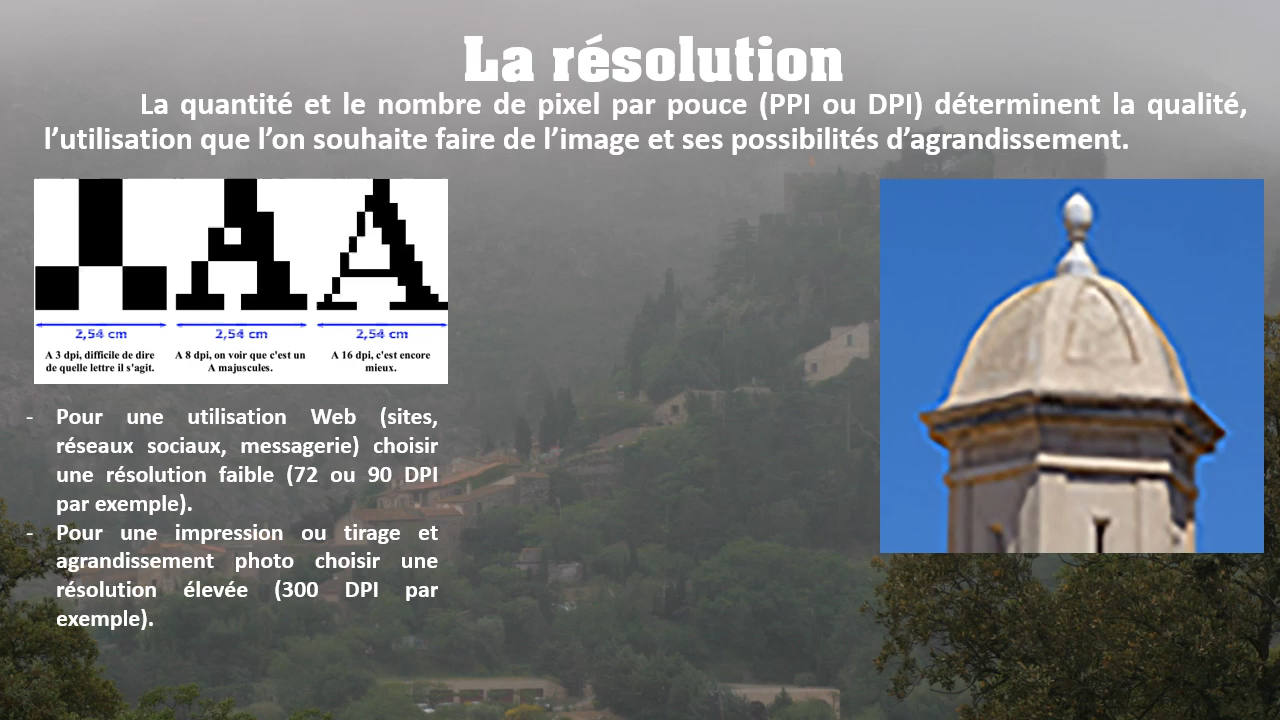 La résolution
La quantité et le nombre de pixel par pouce (PPI ou DPI) déterminent la qualité,
l’utilisation que l’on souhaite faire de l’image et ses possibilités d’agrandissement.
2,54 cm 2,54 cm 2,54 cm
A 3 dpi, difficile de dire
de quelle lettre il s'agit.
A 8 dpi, on voir que c'est un
A majuscules.
A 16 dpi, c'est encore
mieux.
- Pour une utilisation Web (sites,
réseaux sociaux, messagerie) choisir
une résolution faible (72 ou 90 DPI
par exemple).
- Pour une impression ou tirage et
agrandissement photo choisir une
résolution élevée (300 DPI par
exemple).